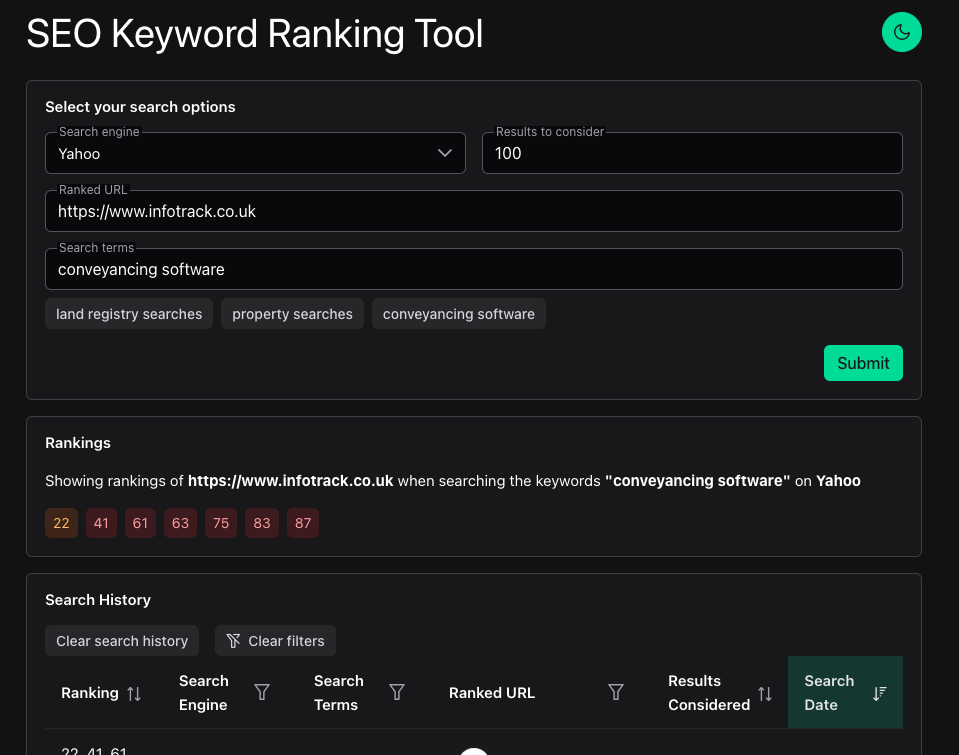 SEO Keyword Ranking Tool
Select your search options
Search engine
Yahoo
Results to consider
100
Ranked URL
https://www.infotrack.co.uk
Search terms
conveyancing software
land registry searches property searches conveyancing software
Submit
Rankings
Showing rankings of https://www.infotrack.co.uk when searching the keywords "conveyancing software" on Yahoo
22 41 61 63 75 83 87
Search History
Clear search history Clear filters
Ranking
Search
Engine
Search
Terms
Ranked URL
Results
Considered
Search
Date
22, 41, 61,